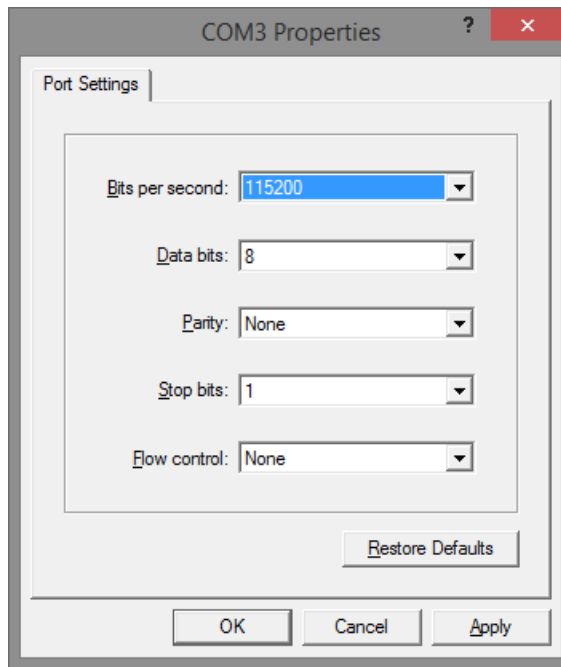 COM3 Properties ?
Port Settings
Bits per second: 115200
Data bits: 8
Parity: None
Stop bits: 1
Flow control: None
Restore Defaults
OK Cancel Apply